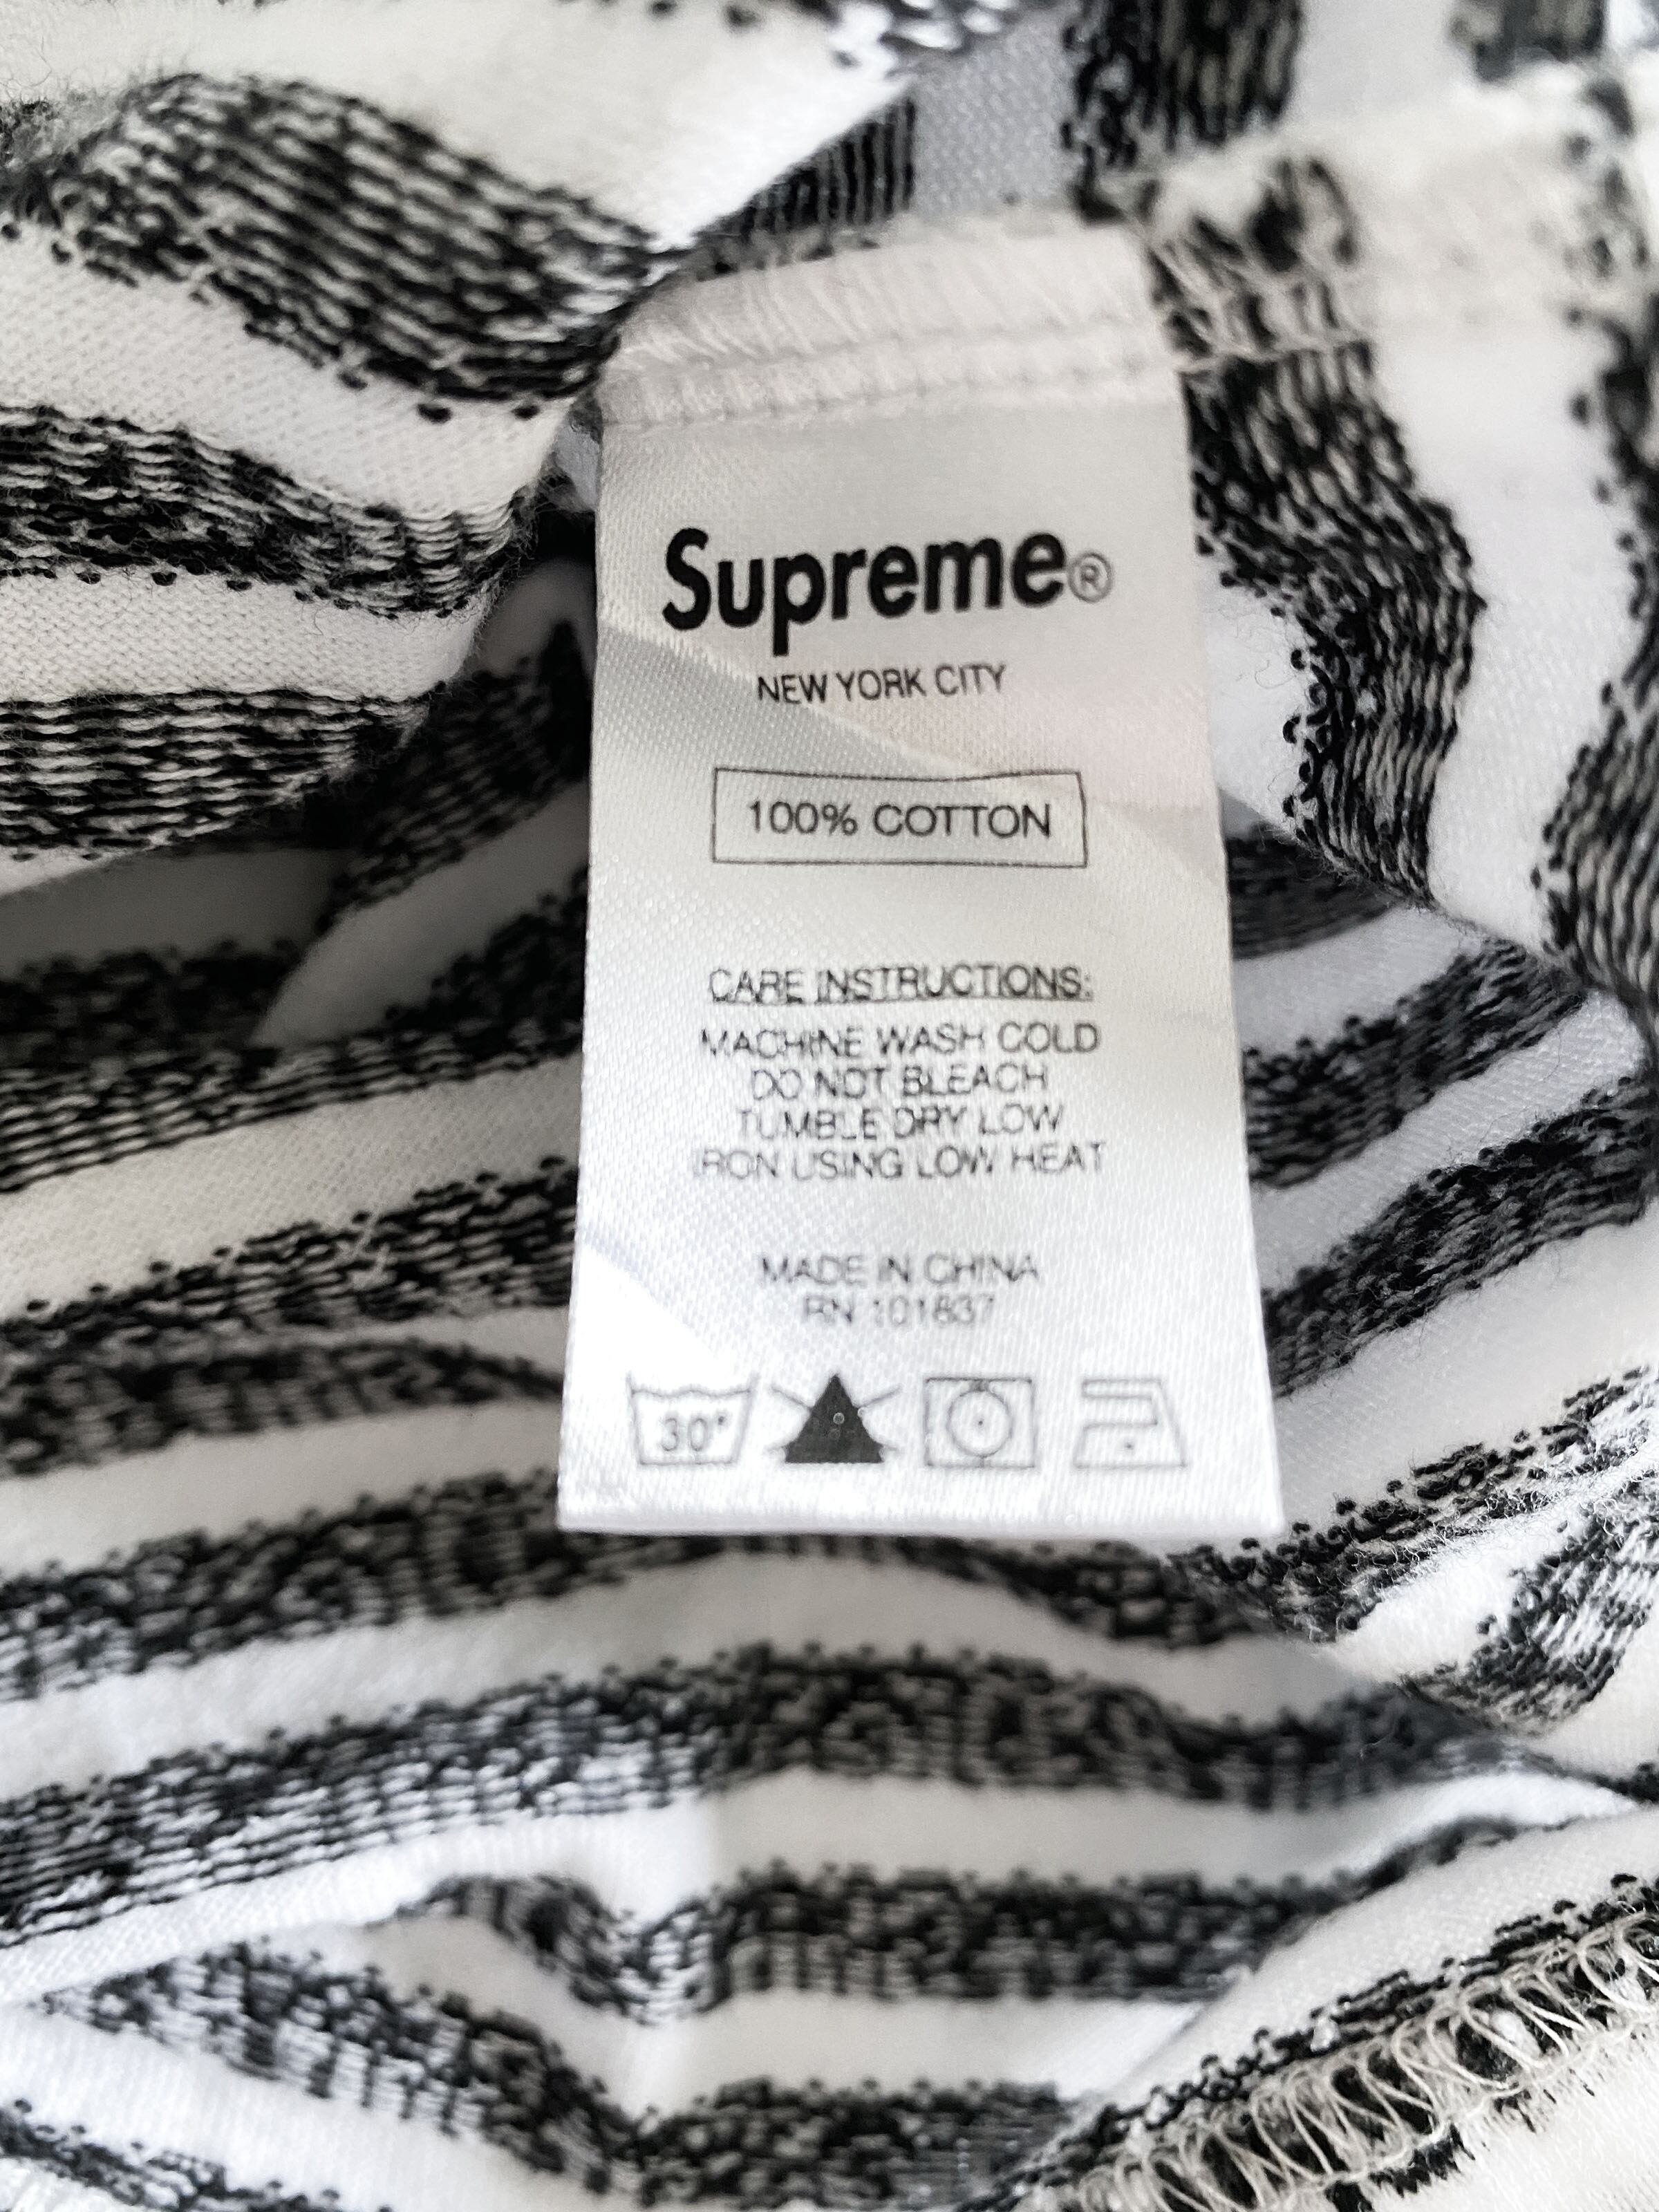 Supreme®
NEW YORK CITY
100% COTTON
CARE INSTRUCTIONS:
MACHINE WASH COLD
DO NOT BLEACH
TUMBLE DRY LOW
IRON USING LOW HEAT
MADE IN CHINA
RN 101837
30°